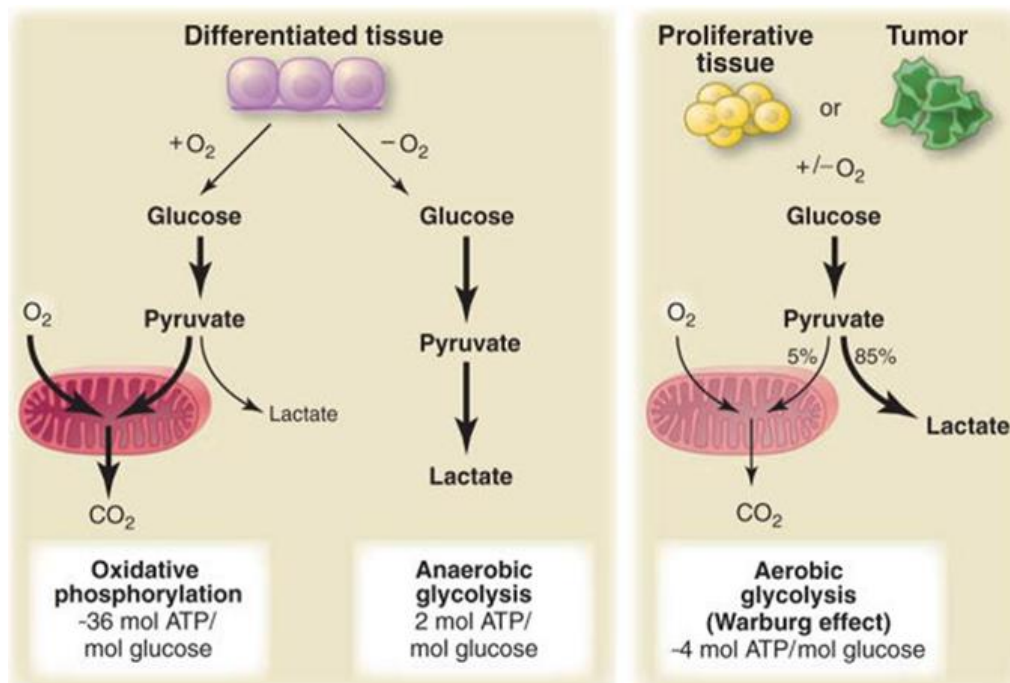 Differentiated tissue
+O₂
−O₂
Glucose
Glucose
O₂
Pyruvate
Pyruvate
Lactate
Lactate
CO₂
Oxidative
phosphorylation
-36 mol ATP/
mol glucose
Anaerobic
glycolysis
2 mol ATP/
mol glucose
Proliferative
tissue
or
Tumor
+/−O₂
Glucose
O₂
Pyruvate
5%
85%
Lactate
CO₂
Aerobic
glycolysis
(Warburg effect)
-4 mol ATP/mol glucose